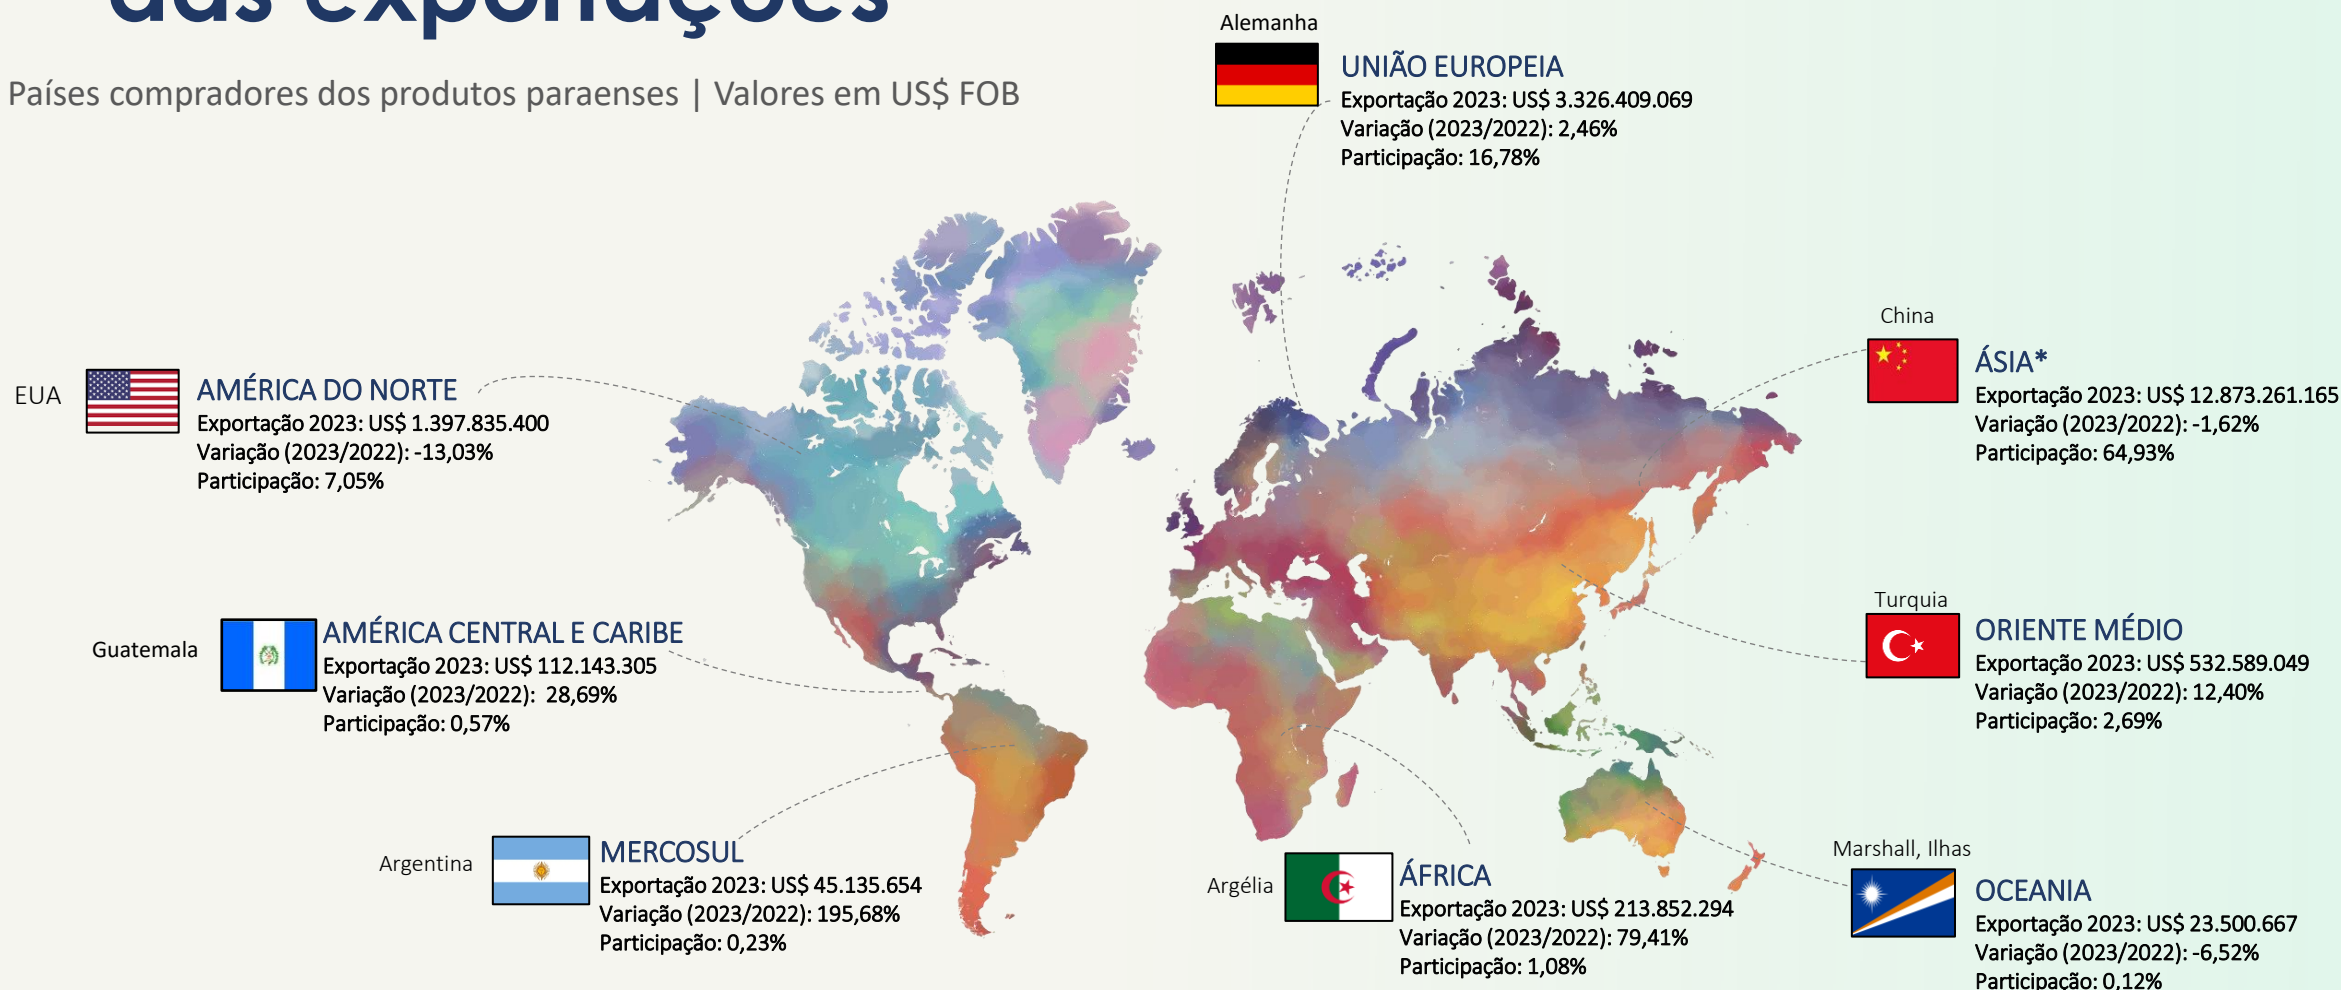 das exportações
Países compradores dos produtos paraenses | Valores em US$ FOB
Alemanha
UNIÃO EUROPEIA
Exportação 2023: US$ 3.326.409.069
Variação (2023/2022): 2,46%
Participação: 16,78%
China
ÁSIA*
Exportação 2023: US$ 12.873.261.165
Variação (2023/2022): -1,62%
Participação: 64,93%
EUA
AMÉRICA DO NORTE
Exportação 2023: US$ 1.397.835.400
Variação (2023/2022): -13,03%
Participação: 7,05%
Turquia
ORIENTE MÉDIO
Exportação 2023: US$ 532.589.049
Variação (2023/2022): 12,40%
Participação: 2,69%
Guatemala
AMÉRICA CENTRAL E CARIBE
Exportação 2023: US$ 112.143.305
Variação (2023/2022): 28,69%
Participação: 0,57%
Argentina
MERCOSUL
Exportação 2023: US$ 45.135.654
Variação (2023/2022): 195,68%
Participação: 0,23%
Argélia
ÁFRICA
Exportação 2023: US$ 213.852.294
Variação (2023/2022): 79,41%
Participação: 1,08%
Marshall, Ilhas
OCEANIA
Exportação 2023: US$ 23.500.667
Variação (2023/2022): -6,52%
Participação: 0,12%